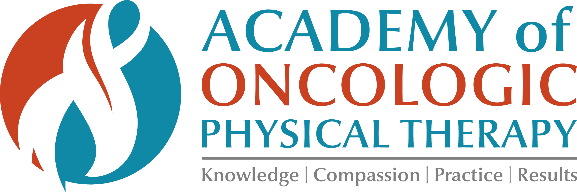 ACADEMY of
ONCOLOGIC
PHYSICAL THERAPY
Knowledge | Compassion | Practice | Results